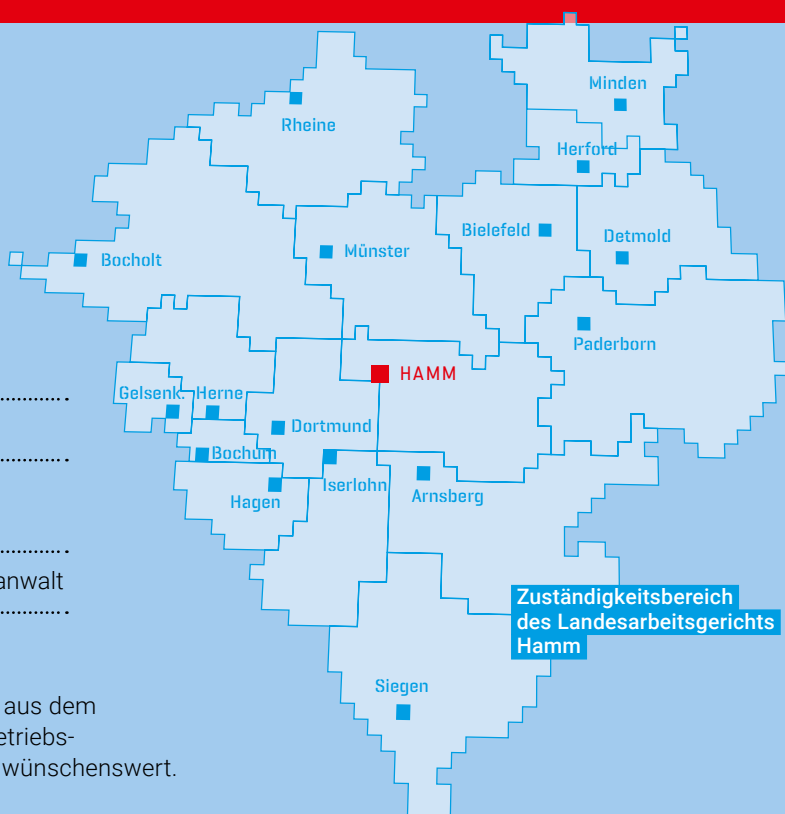 Minden
Rheine
Herford
Bielefeld
Detmold
Münster
Bocholt
Paderborn
HAMM
Gelsenk.
Herne
Dortmund
Bochum
Iserlohn
Hagen
Arnsberg
anwalt
Zuständigkeitsbereich
des Landesarbeitsgerichts
Hamm
Siegen
aus dem
etriebs-
wünschenswert.